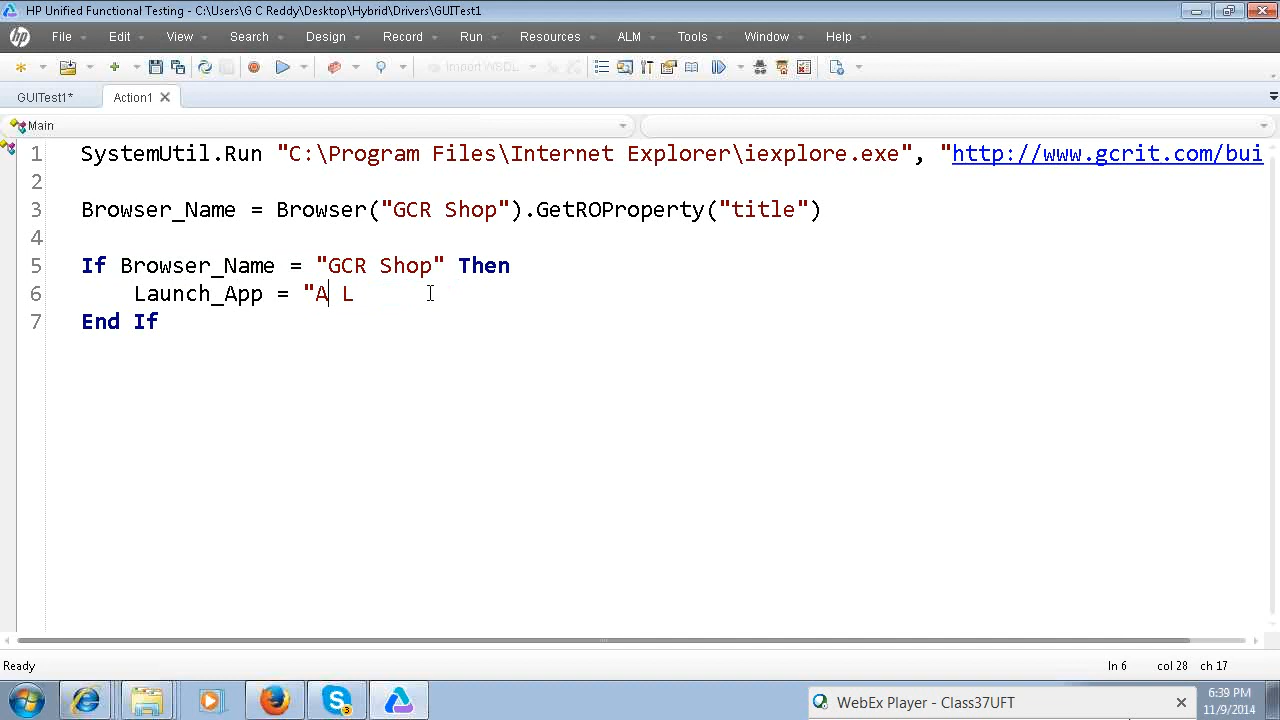 HP Unified Functional Testing - C:\Users\G C Reddy\Desktop\Hybrid\Drivers\GUITest1
File Edit View Search Design Record Run Resources ALM Tools Window Help
Import WSDL
GUITest1* Action1
Main
1 SystemUtil.Run "C:\Program Files\Internet Explorer\iexplore.exe", "http://www.gcrit.com/bui
2
3 Browser_Name = Browser("GCR Shop").GetROProperty("title")
4
5 If Browser_Name = "GCR Shop" Then
6 Launch_App = "A L
7 End If
Ready ln 6 col 28 ch 17
WebEx Player - Class37UFT
3
6:39 PM
11/9/2014